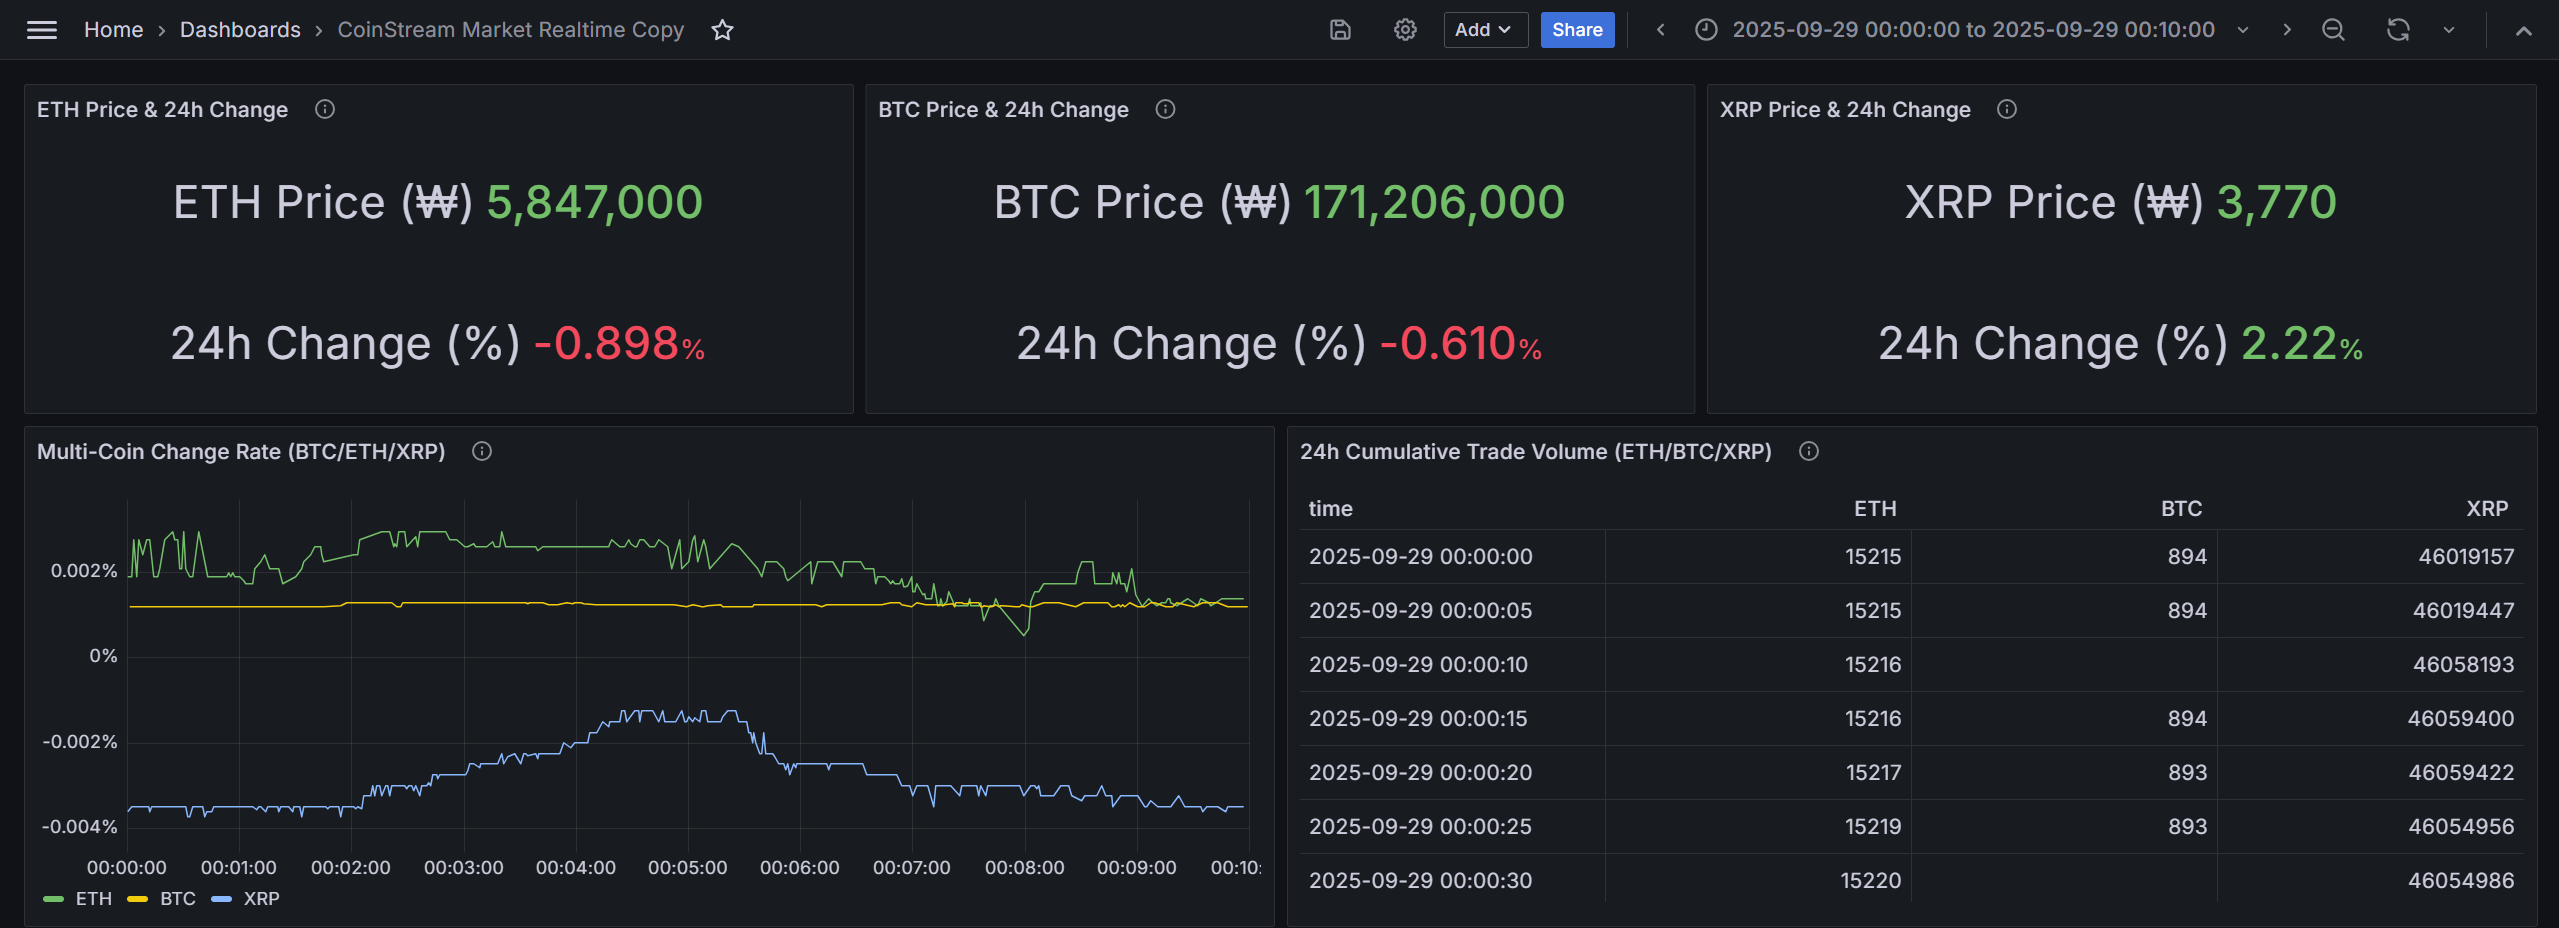 Home › Dashboards › CoinStream Market Realtime Copy
Add
Share
2025-09-29 00:00:00 to 2025-09-29 00:10:00
ETH Price & 24h Change
ETH Price (₩) 5,847,000
24h Change (%) -0.898%
BTC Price & 24h Change
BTC Price (₩) 171,206,000
24h Change (%) -0.610%
XRP Price & 24h Change
XRP Price (₩) 3,770
24h Change (%) 2.22%
Multi-Coin Change Rate (BTC/ETH/XRP)
0.002%
0%
-0.002%
-0.004%
00:00:00 00:01:00 00:02:00 00:03:00 00:04:00 00:05:00 00:06:00 00:07:00 00:08:00 00:09:00 00:10:
ETH BTC XRP
24h Cumulative Trade Volume (ETH/BTC/XRP)
time ETH BTC XRP
2025-09-29 00:00:00 15215 894 46019157
2025-09-29 00:00:05 15215 894 46019447
2025-09-29 00:00:10 15216 46058193
2025-09-29 00:00:15 15216 894 46059400
2025-09-29 00:00:20 15217 893 46059422
2025-09-29 00:00:25 15219 893 46054956
2025-09-29 00:00:30 15220 46054986